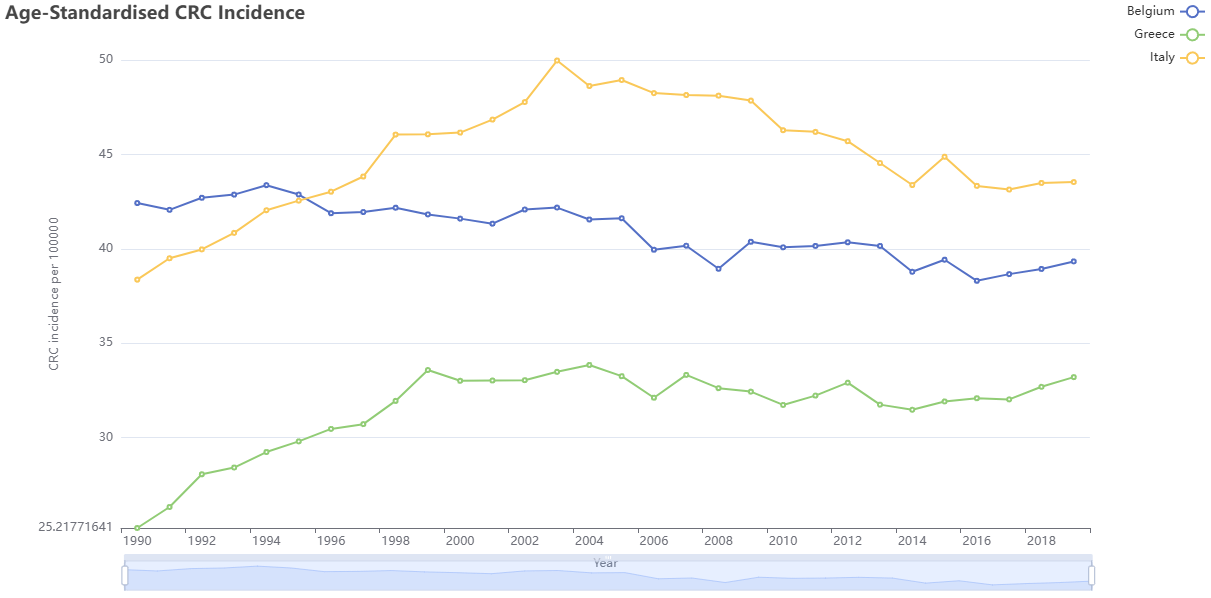 Age-Standardised CRC Incidence
Belgium
Greece
Italy
CRC incidence per 100000
50
45
40
35
30
25.21771641
1990 1992 1994 1996 1998 2000 2002 2004 2006 2008 2010 2012 2014 2016 2018
Year